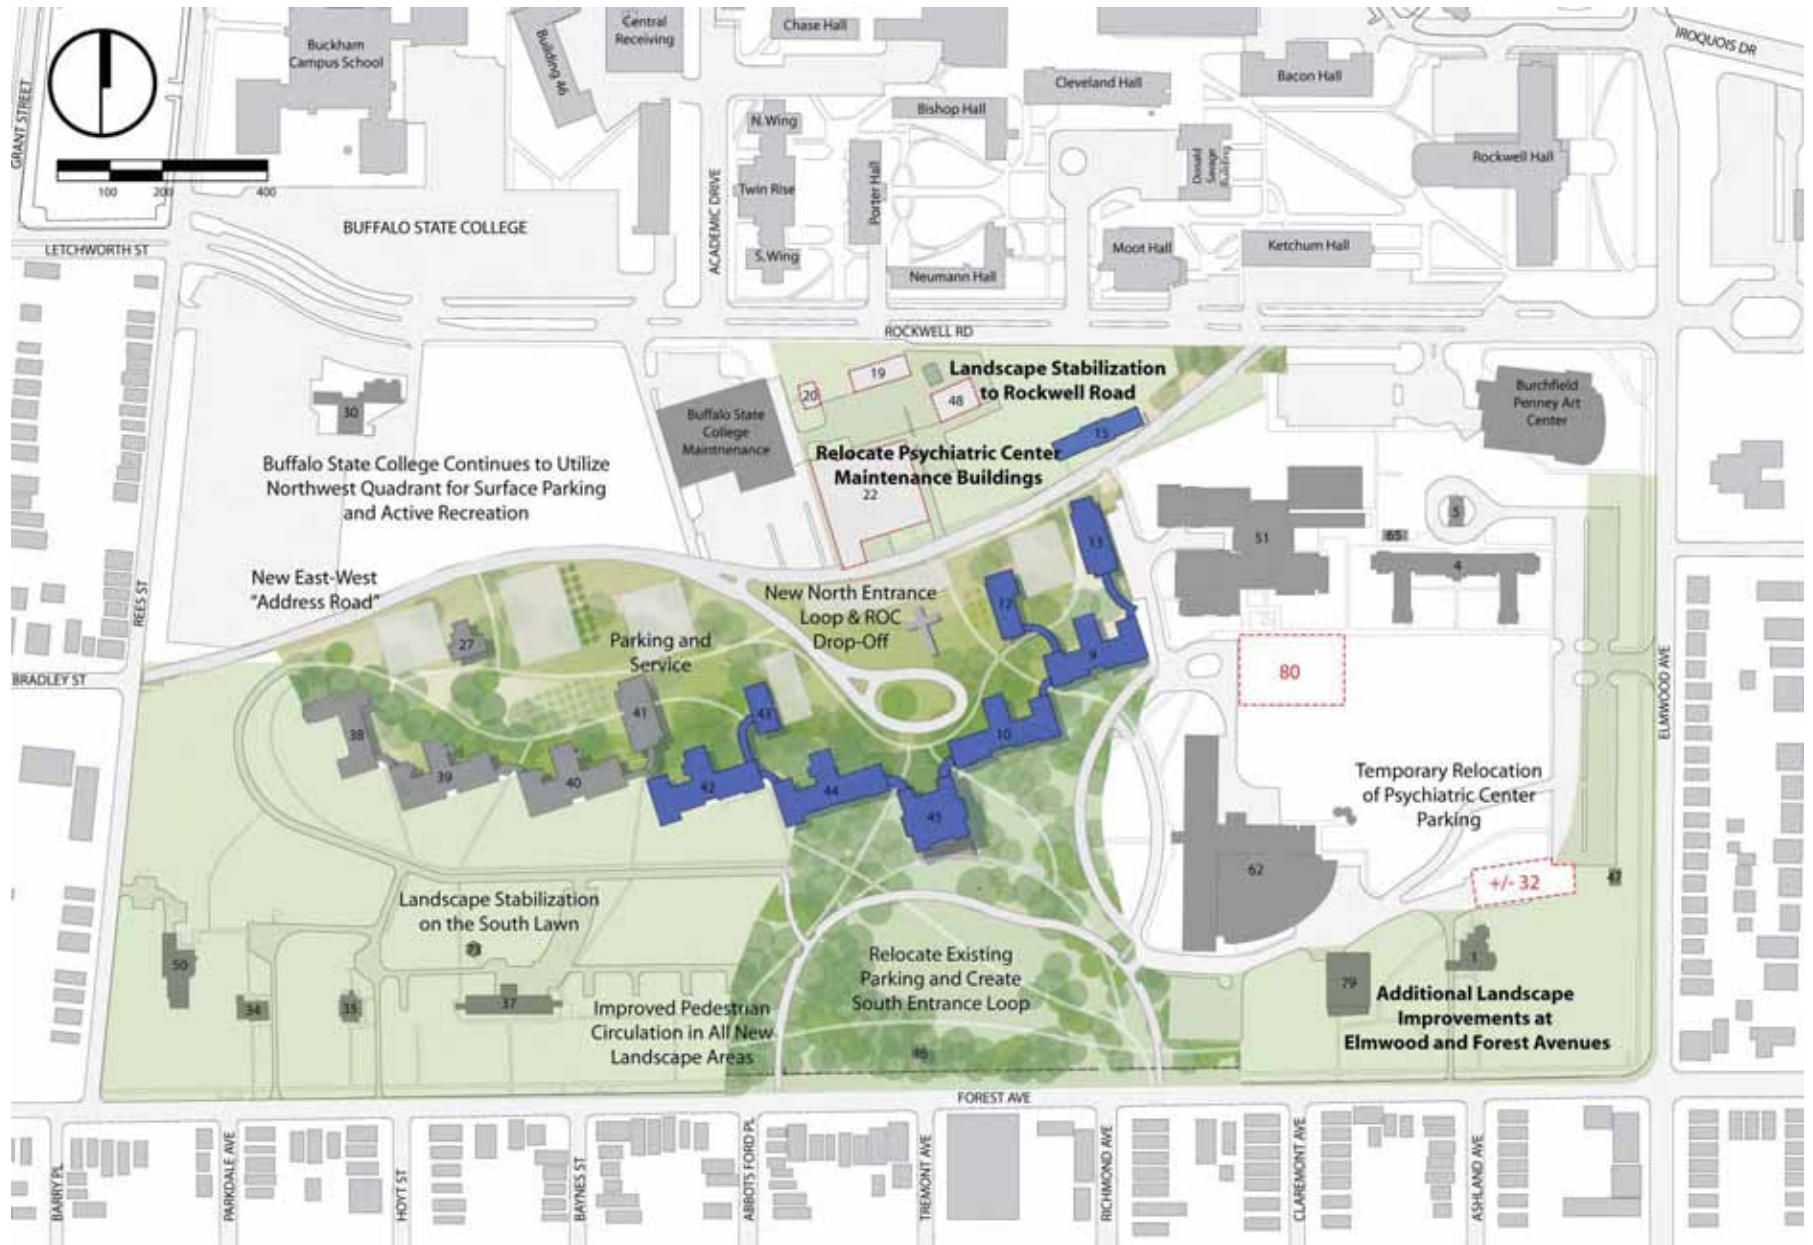 Buckham
Campus School
Building 46
Central
Receiving
Chase Hall
IROQUOIS DR
GRANT STREET
Cleveland Hall
Bacon Hall
N. Wing
Bishop Hall
Donald
Savage
Building
Rockwell Hall
100
200
400
ACADEMIC DRIVE
Twin Rise
Porter Hall
BUFFALO STATE COLLEGE
LETCHWORTH ST
S. Wing
Neumann Hall
Moot Hall
Ketchum Hall
ROCKWELL RD
20
19
48
Landscape Stabilization
to Rockwell Road
30
Buffalo State
College
Maintnenance
15
Burchfield
Penney Art
Center
Relocate Psychiatric Center
Maintenance Buildings
22
Buffalo State College Continues to Utilize
Northwest Quadrant for Surface Parking
and Active Recreation
13
51
65
5
4
New East-West
"Address Road"
REES ST
New North Entrance
Loop & ROC
Drop-Off
12
9
27
Parking and
Service
BRADLEY ST
80
ELMWOOD AVE
38
41
43
10
39
40
42
44
45
Temporary Relocation
of Psychiatric Center
Parking
62
+/- 32
47
Landscape Stabilization
on the South Lawn
73
50
34
35
37
Relocate Existing
Parking and Create
South Entrance Loop
1
79
Additional Landscape
Improvements at
Elmwood and Forest Avenues
Improved Pedestrian
Circulation in All New
Landscape Areas
46
FOREST AVE
BARRY PL
PARKDALE AVE
HOYT ST
BAYNES ST
ABBOTS FORD PL
TREMONT AVE
RICHMOND AVE
CLAREMONT AVE
ASHLAND AVE